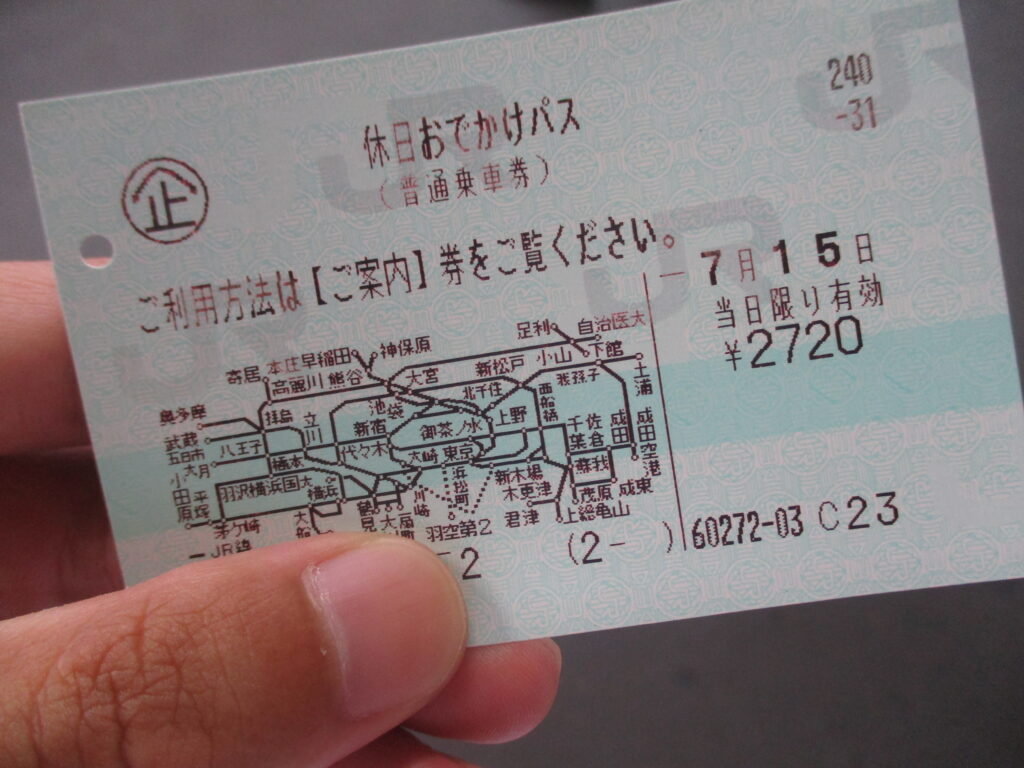 240
-31
休日おでかけパス
(普通乗車券)
企
ご利用方法は【ご案内】券をご覧ください。
-7月15日
当日限り有効
¥2720
足利 自治医大
本庄早稲田 神保原 小山 下館
寄居 高麗川 熊谷 大宮 新松戸 我孫子 土浦
奥多摩 拝島 立川 池袋 北千住 西船橋
武蔵五日市 八王子 新宿 御茶ノ水 上野 千葉 佐倉 成田 成田空港
大月 橋本 代々木 大崎 東京 蘇我
小田原 平塚 羽沢横浜国大 横浜 川崎 浜松町 新木場 木更津 茂原 成東
茅ケ崎 大船 鶴見 羽空第2 君津 上総亀山
JR線
2 (2- ) 60272-03 C23